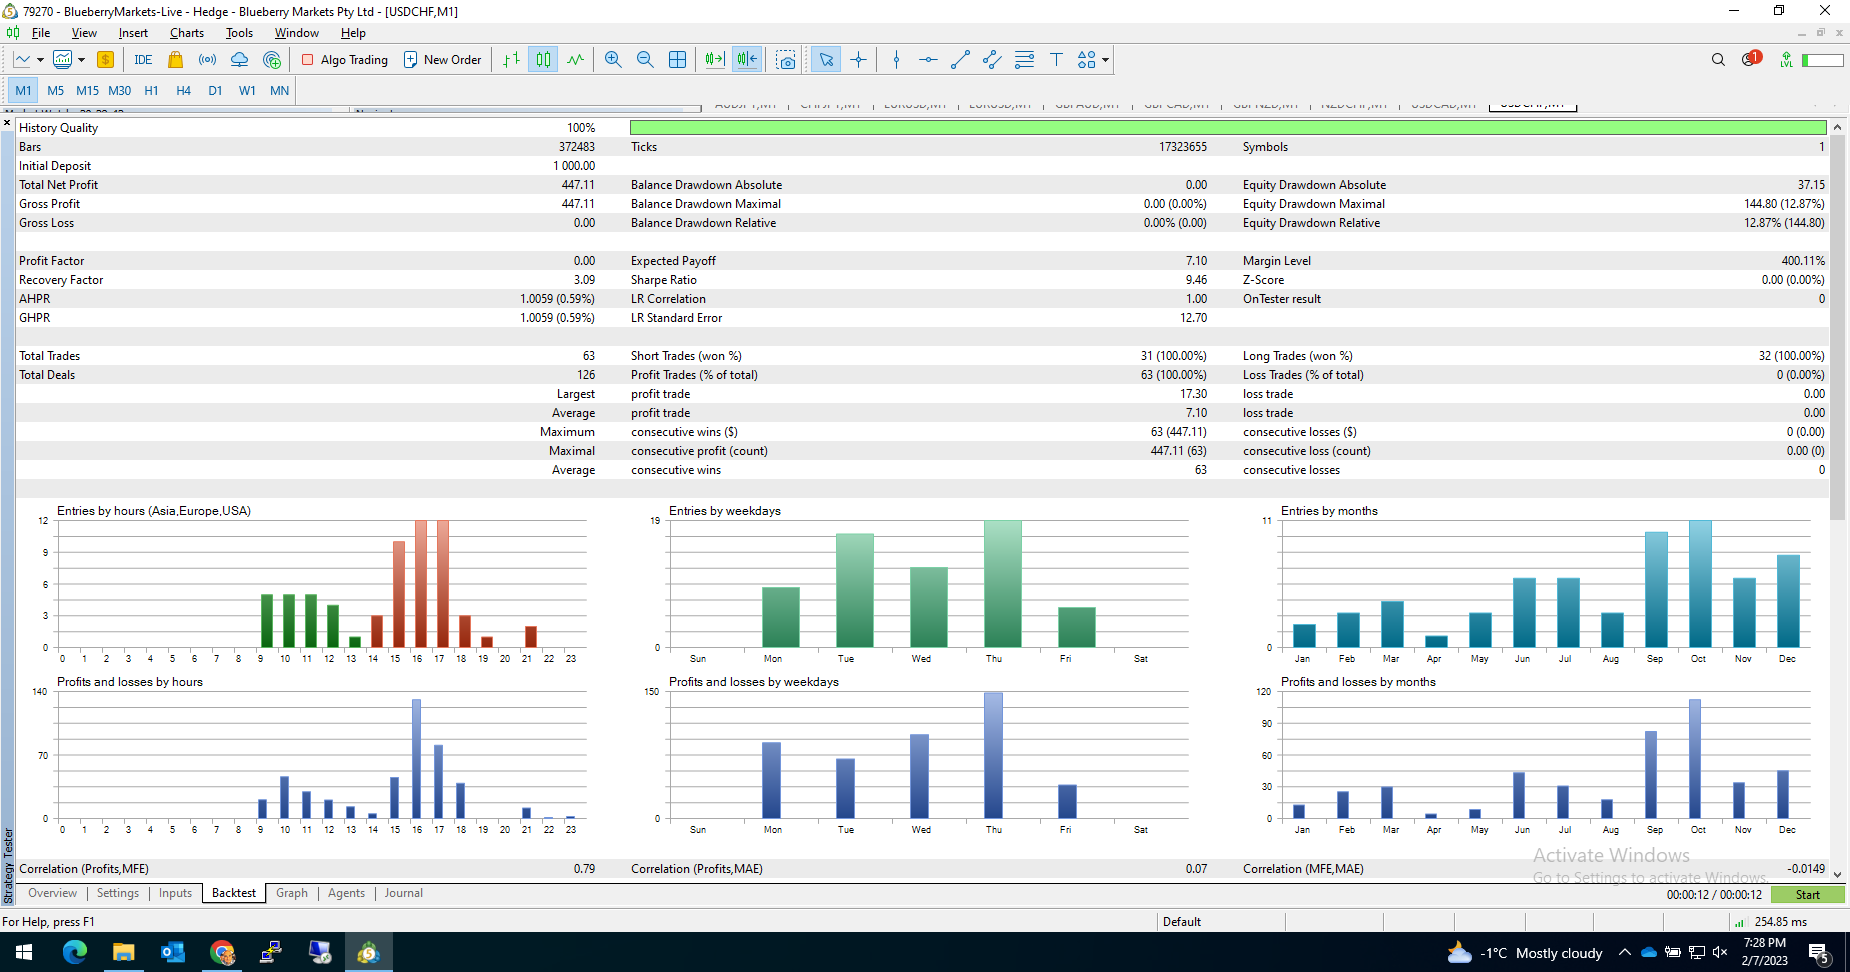 79270 - BlueberryMarkets-Live - Hedge - Blueberry Markets Pty Ltd - [USDCHF,M1]
File View Insert Charts Tools Window Help
IDE Algo Trading New Order 1 LVL
M1 M5 M15 M30 H1 H4 D1 W1 MN
History Quality 100%
Bars 372483 Ticks 17323655 Symbols 1
Initial Deposit 1 000.00
Total Net Profit 447.11 Balance Drawdown Absolute 0.00 Equity Drawdown Absolute 37.15
Gross Profit 447.11 Balance Drawdown Maximal 0.00 (0.00%) Equity Drawdown Maximal 144.80 (12.87%)
Gross Loss 0.00 Balance Drawdown Relative 0.00% (0.00) Equity Drawdown Relative 12.87% (144.80)
Profit Factor 0.00 Expected Payoff 7.10 Margin Level 400.11%
Recovery Factor 3.09 Sharpe Ratio 9.46 Z-Score 0.00 (0.00%)
AHPR 1.0059 (0.59%) LR Correlation 1.00 OnTester result 0
GHPR 1.0059 (0.59%) LR Standard Error 12.70
Total Trades 63 Short Trades (won %) 31 (100.00%) Long Trades (won %) 32 (100.00%)
Total Deals 126 Profit Trades (% of total) 63 (100.00%) Loss Trades (% of total) 0 (0.00%)
Largest profit trade 17.30 loss trade 0.00
Average profit trade 7.10 loss trade 0.00
Maximum consecutive wins ($) 63 (447.11) consecutive losses ($) 0 (0.00)
Maximal consecutive profit (count) 447.11 (63) consecutive loss (count) 0.00 (0)
Average consecutive wins 63 consecutive losses 0
Entries by hours (Asia,Europe,USA) Entries by weekdays Entries by months
12 19 11
9
6
3
0 0 0
0 1 2 3 4 5 6 7 8 9 10 11 12 13 14 15 16 17 18 19 20 21 22 23 Sun Mon Tue Wed Thu Fri Sat Jan Feb Mar Apr May Jun Jul Aug Sep Oct Nov Dec
Profits and losses by hours Profits and losses by weekdays Profits and losses by months
140 150 120
90
70 60
30
0 0 0
0 1 2 3 4 5 6 7 8 9 10 11 12 13 14 15 16 17 18 19 20 21 22 23 Sun Mon Tue Wed Thu Fri Sat Jan Feb Mar Apr May Jun Jul Aug Sep Oct Nov Dec
Activate Windows
Go to Settings to activate Windows.
Correlation (Profits,MFE) 0.79 Correlation (Profits,MAE) 0.07 Correlation (MFE,MAE) -0.0149
Strategy Tester
Overview Settings Inputs Backtest Graph Agents Journal 00:00:12 / 00:00:12 Start
For Help, press F1 Default 254.85 ms
-1°C Mostly cloudy 7:28 PM
2/7/2023 5